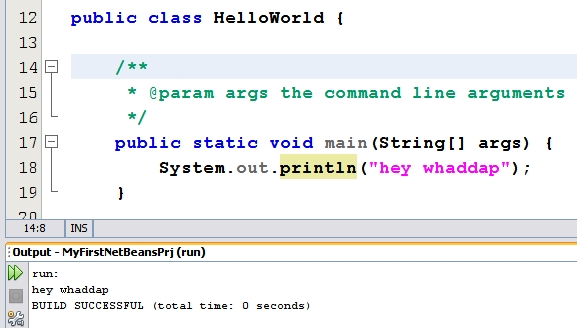 12 public class HelloWorld {
13
14 /**
15 * @param args the command line arguments
16 */
17 public static void main(String[] args) {
18 System.out.println("hey whaddap");
19 }
20
14:8 INS
Output - MyFirstNetBeansPrj (run)
run:
hey whaddap
BUILD SUCCESSFUL (total time: 0 seconds)